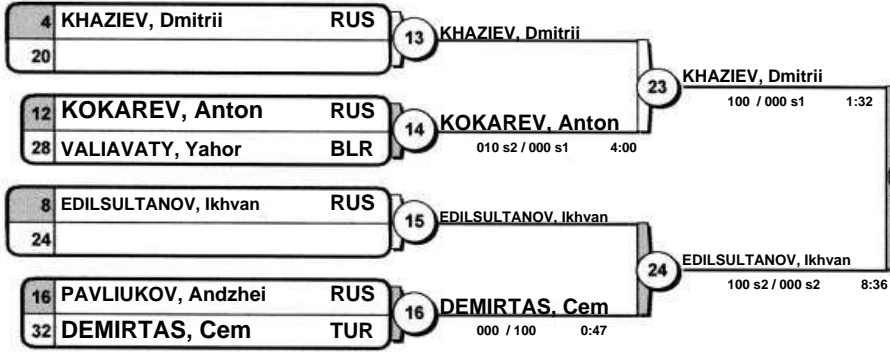 4 KHAZIEV, Dmitrii RUS
20
13 KHAZIEV, Dmitrii
12 KOKAREV, Anton RUS
28 VALIAVATY, Yahor BLR
14 KOKAREV, Anton
010 s2 / 000 s1 4:00
23 KHAZIEV, Dmitrii
100 / 000 s1 1:32
8 EDILSULTANOV, Ikhvan RUS
24
15 EDILSULTANOV, Ikhvan
16 PAVLIUKOV, Andzhei RUS
32 DEMIRTAS, Cem TUR
16 DEMIRTAS, Cem
000 / 100 0:47
24 EDILSULTANOV, Ikhvan
100 s2 / 000 s2 8:36